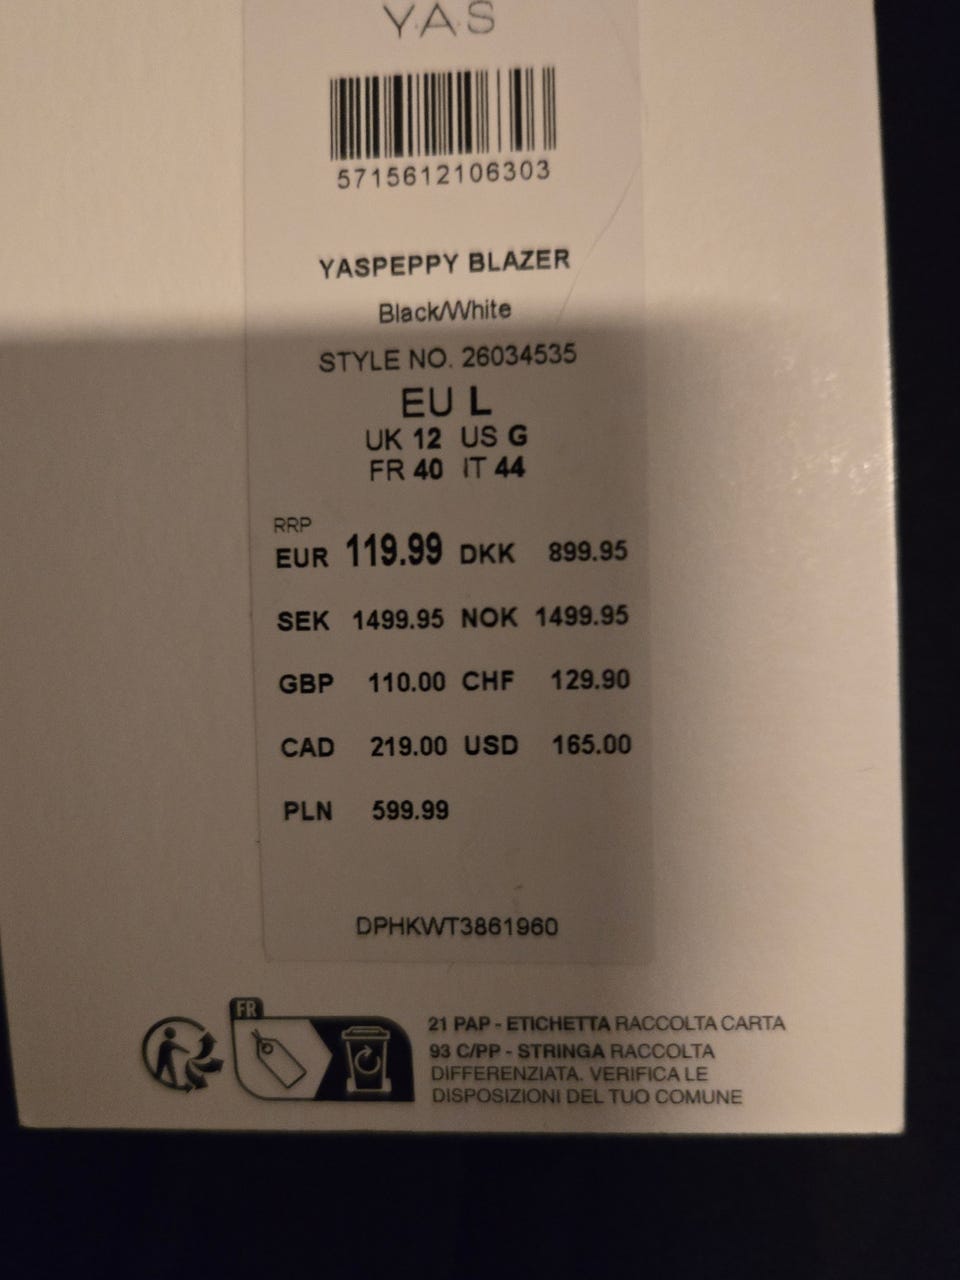 Y.A.S
5715612106303
YASPEPPY BLAZER
Black/White
STYLE NO. 26034535
EU L
UK 12 US G
FR 40 IT 44
RRP
EUR 119.99 DKK 899.95
SEK 1499.95 NOK 1499.95
GBP 110.00 CHF 129.90
CAD 219.00 USD 165.00
PLN 599.99
DPHKWT3861960
FR
21 PAP - ETICHETTA RACCOLTA CARTA
93 C/PP - STRINGA RACCOLTA
DIFFERENZIATA. VERIFICA LE
DISPOSIZIONI DEL TUO COMUNE